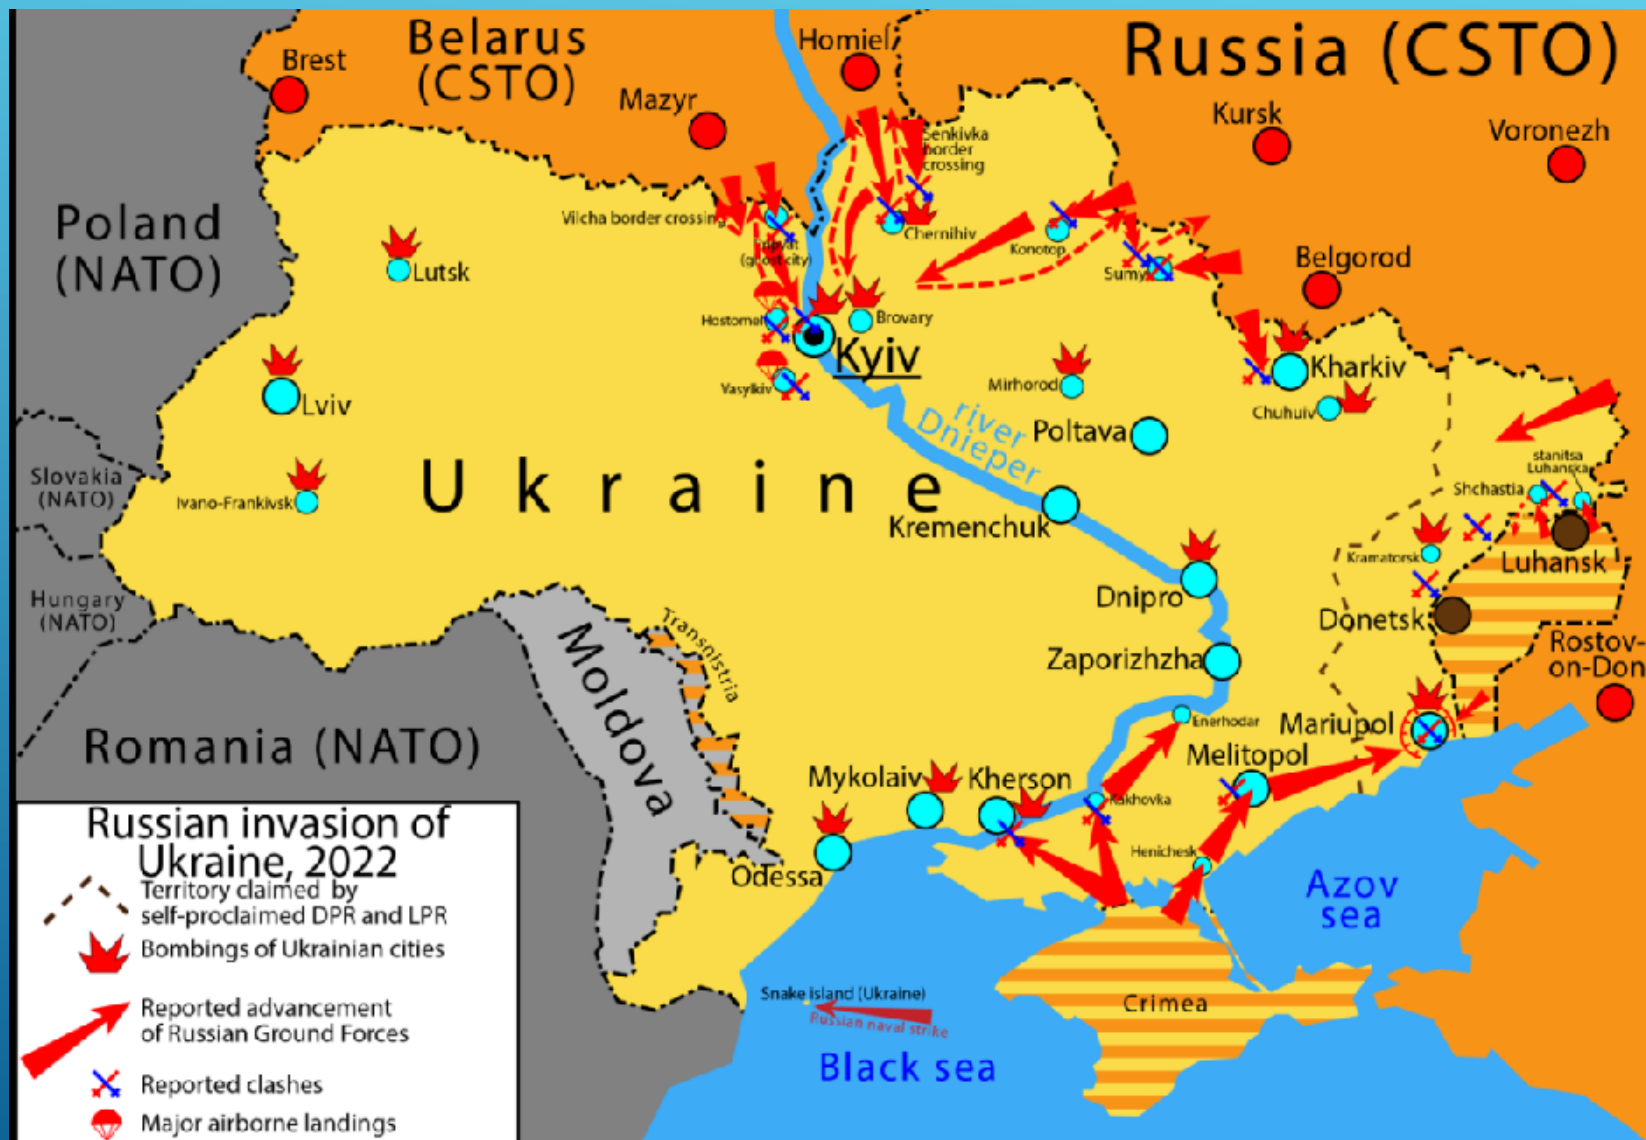 Belarus
(CSTO)
Homiel
Russia (CSTO)
Brest
Mazyr
Kursk
Voronezh
Senkivka
border
crossing
Poland
(NATO)
Vilcha border crossing
Pripyat
(ghost city)
Chernihiv
Konotop
Sumy
Belgorod
Lutsk
Hostomel
Brovary
Kyiv
Kharkiv
Vasylkiv
Mirhorod
Chuhuiv
Lviv
river
Dnieper
Poltava
Slovakia
(NATO)
Ivano-Frankivsk
Ukraine
Kremenchuk
stanitsa
Luhanska
Shchastia
Kramatorsk
Luhansk
Hungary
(NATO)
Dnipro
Donetsk
Transnistria
Moldova
Zaporizhzha
Rostov-
on-Don
Romania (NATO)
Enerhodar
Mariupol
Melitopol
Mykolaiv
Kherson
Kakhovka
Henichesk
Odessa
Azov
sea
Snake island (Ukraine)
Russian naval strike
Crimea
Black sea
Russian invasion of
Ukraine, 2022
Territory claimed by
self-proclaimed DPR and LPR
Bombings of Ukrainian cities
Reported advancement
of Russian Ground Forces
Reported clashes
Major airborne landings